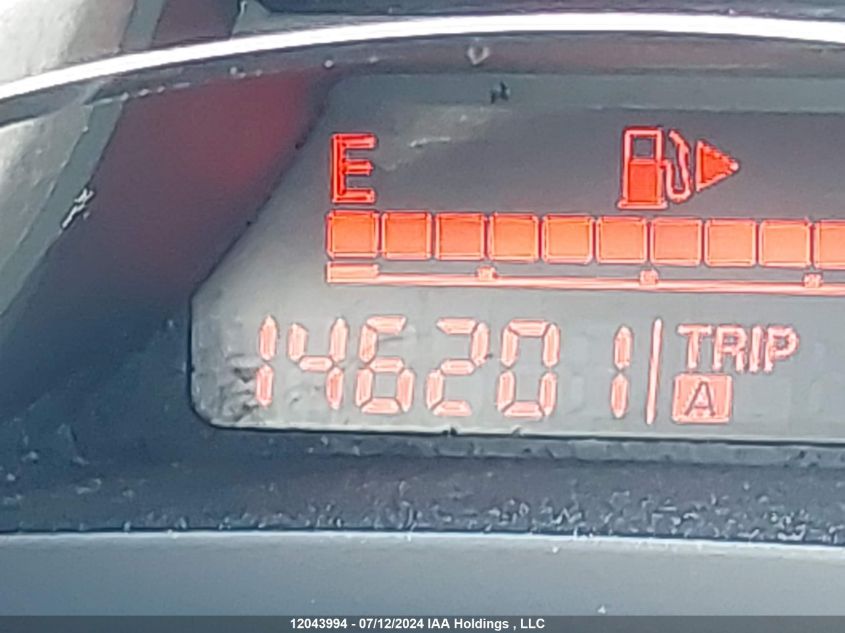 E
146201 TRIP
A
12043994 - 07/12/2024 IAA Holdings , LLC